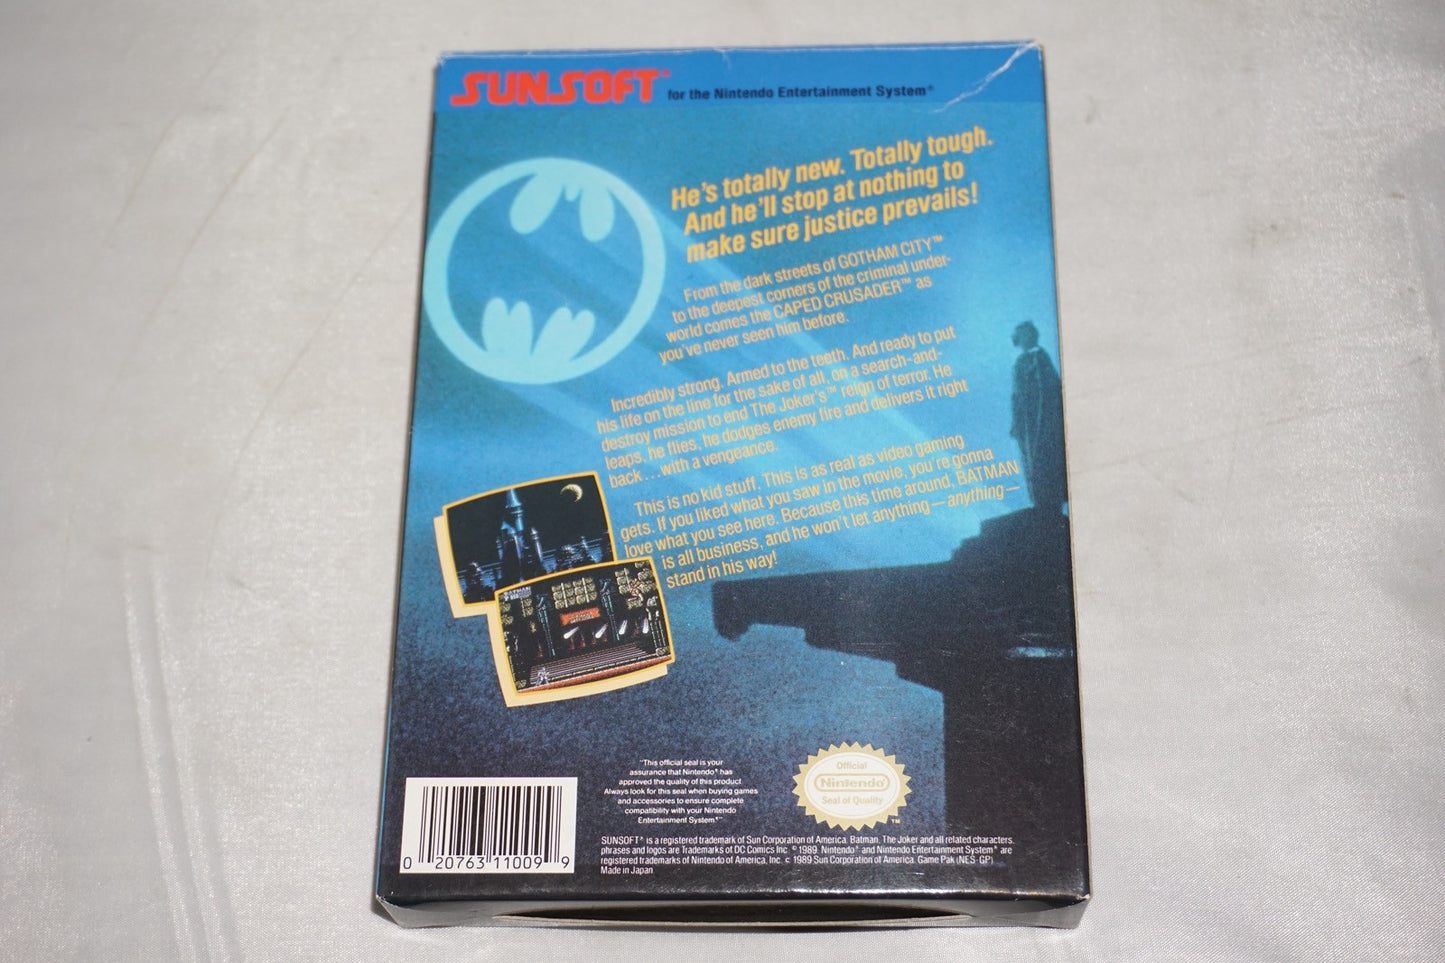 SUNSOFT® for the Nintendo Entertainment System®
He's totally new. Totally tough.
And he'll stop at nothing to
make sure justice prevails!
From the dark streets of GOTHAM CITY™
to the deepest corners of the criminal under-
world comes the CAPED CRUSADER™ as
you've never seen him before.
Incredibly strong. Armed to the teeth. And ready to put
his life on the line for the sake of all, on a search-and-
destroy mission to end The Joker's™ reign of terror. He
leaps, he flies, he dodges enemy fire and delivers it right
back...with a vengeance.
This is no kid stuff. This is as real as video gaming
gets. If you liked what you saw in the movie, you're gonna
love what you see here. Because this time around, BATMAN
is all business, and he won't let anything—anything—
stand in his way!
BATMAN
"This official seal is your
assurance that Nintendo® has
approved the quality of this product.
Always look for this seal when buying games
and accessories to ensure complete
compatibility with your Nintendo
Entertainment System®"
Official
Nintendo®
Seal of Quality
™
SUNSOFT® is a registered trademark of Sun Corporation of America. Batman, The Joker and all related characters,
phrases and logos are Trademarks of DC Comics Inc. © 1989. Nintendo® and Nintendo Entertainment System® are
registered trademarks of Nintendo of America, Inc. © 1989 Sun Corporation of America. Game Pak (NES-GP)
Made in Japan
0 20763 11009 9